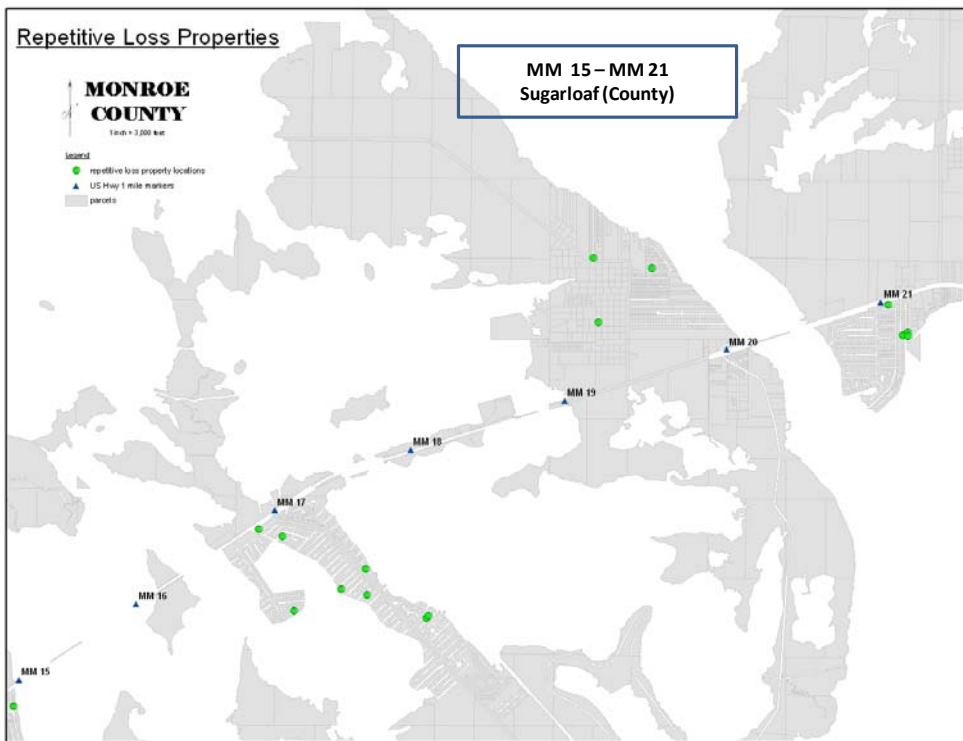 Repetitive Loss Properties
MM 15 – MM 21
Sugarloaf (County)
MONROE
COUNTY
N
1 inch = 3,000 feet
Legend
repetitive loss property locations
US Hwy 1 mile markers
parcels
MM 21
MM 20
MM 19
MM 18
MM 17
MM 16
MM 15